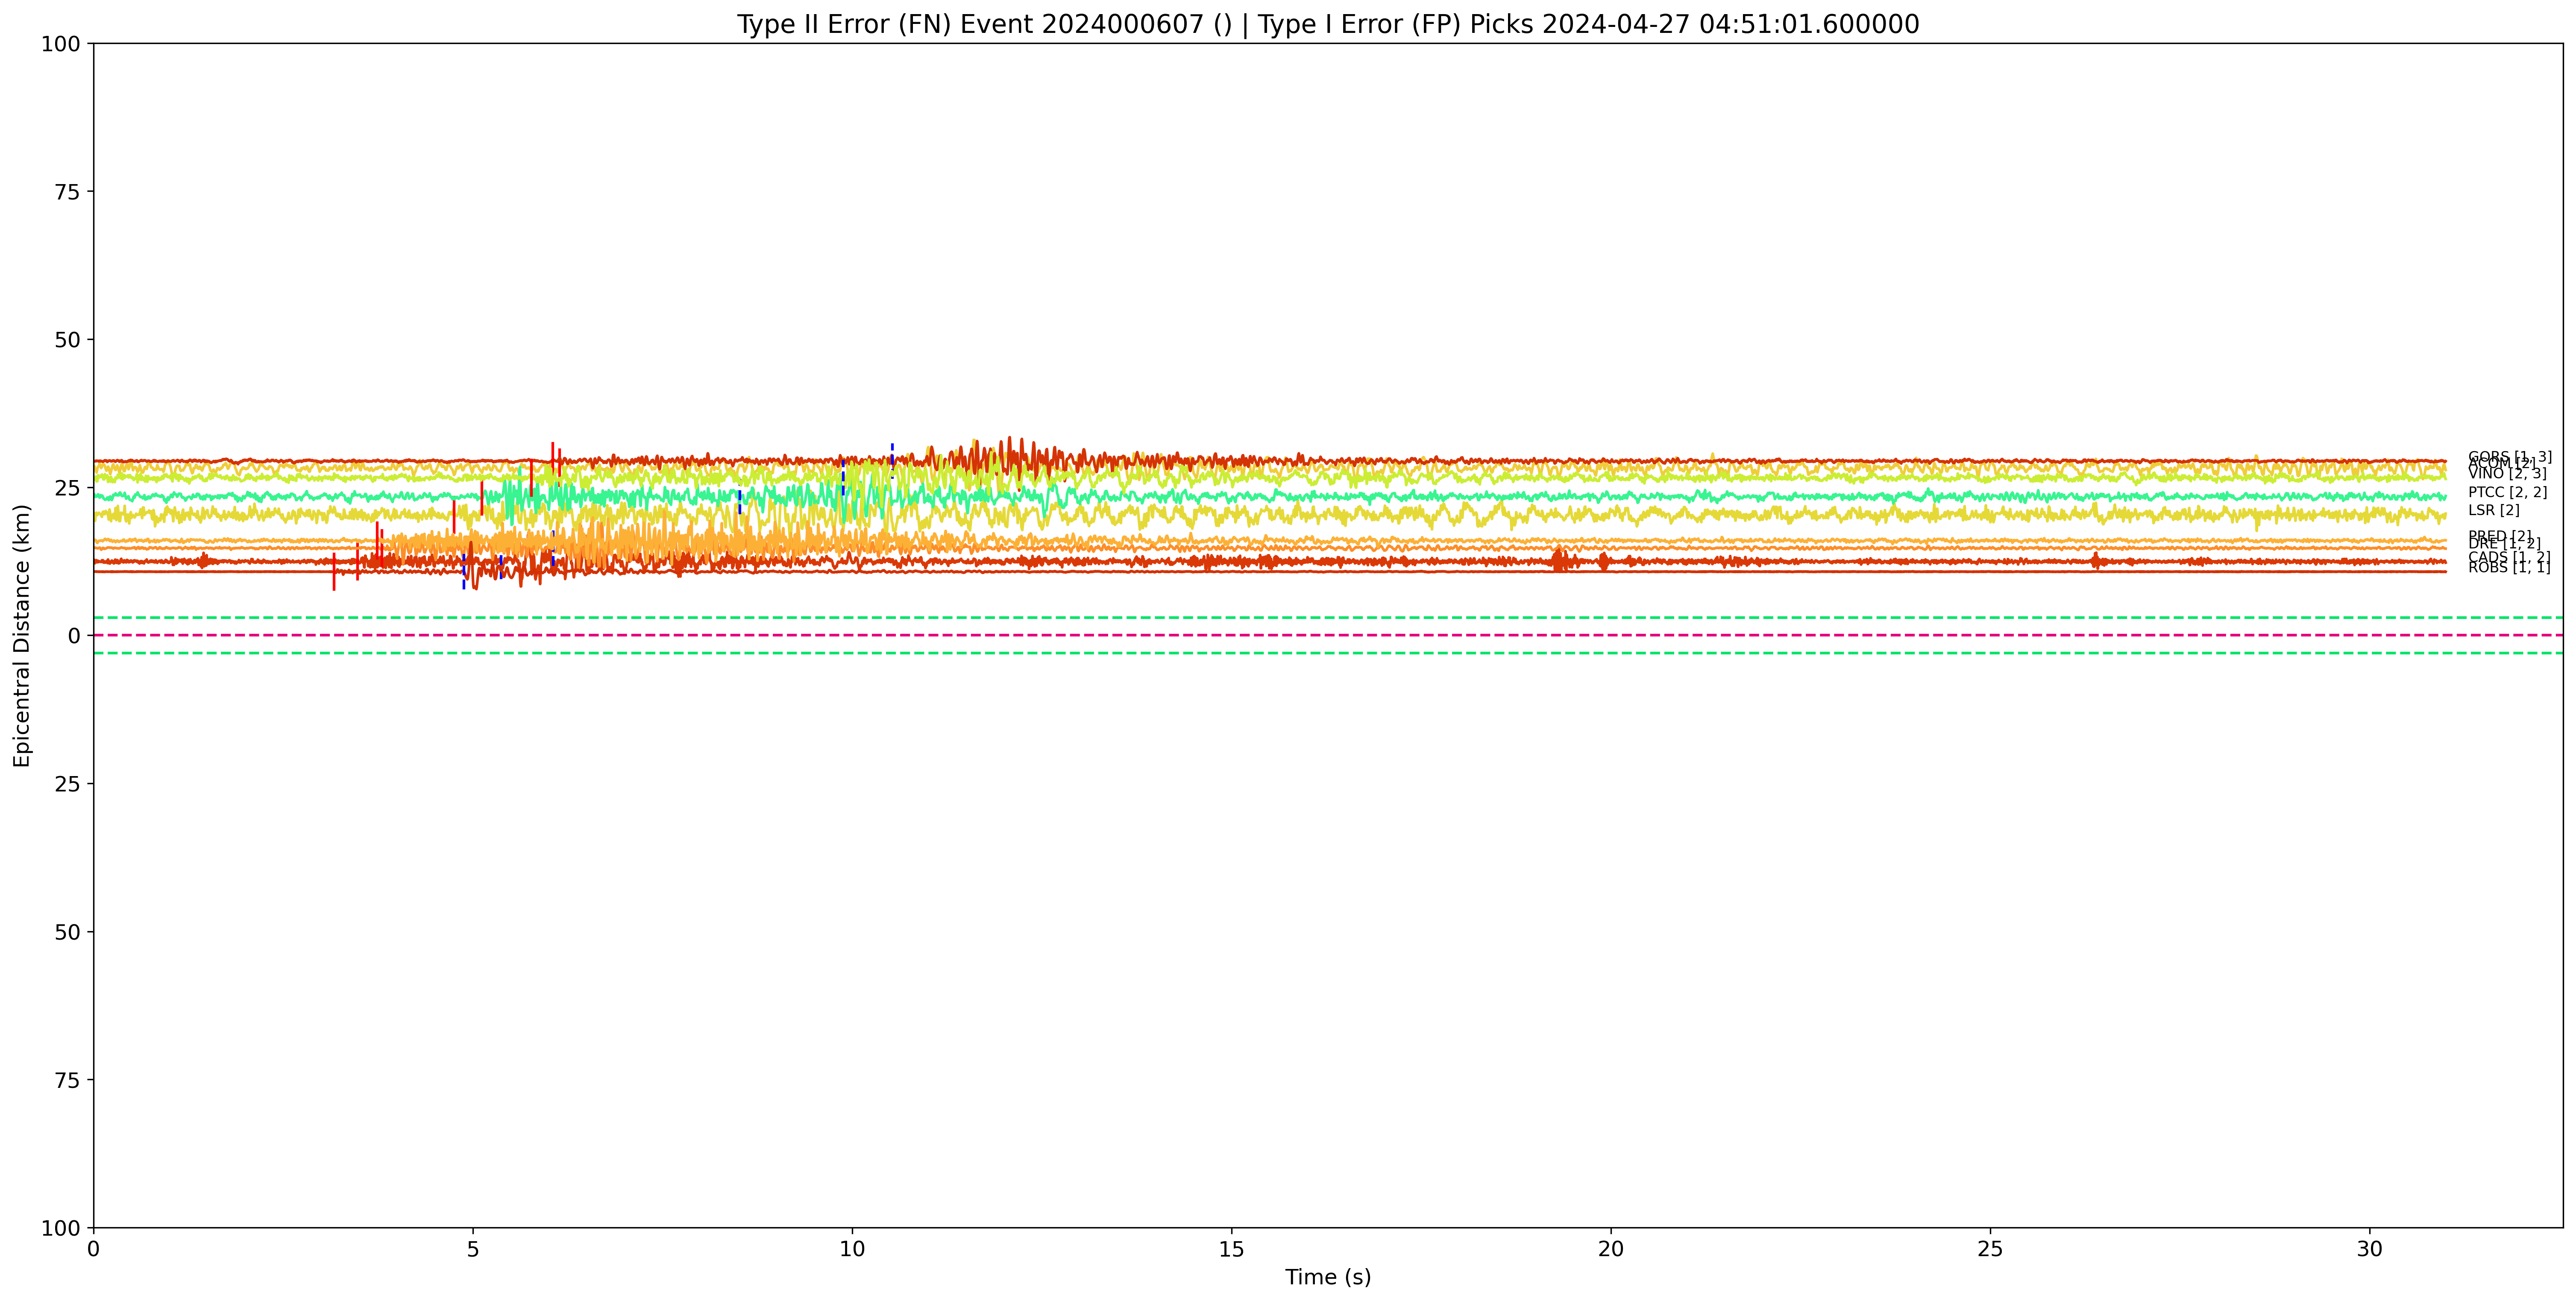 Type II Error (FN) Event 2024000607 () | Type I Error (FP) Picks 2024-04-27 04:51:01.600000
100
75
50
25
0
25
50
75
100
Epicentral Distance (km)
GORS [1, 3]
ACOM [2]
VINO [2, 3]
PTCC [2, 2]
LSR [2]
PRED [2]
DRE [1, 2]
CADS [1, 2]
ROBS [1, 1]
0
5
10
15
20
25
30
Time (s)